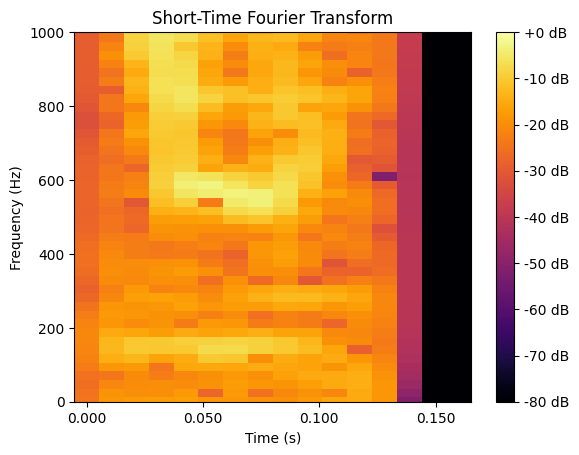 Short-Time Fourier Transform
1000
800
600
400
200
0
Frequency (Hz)
0.000
0.050
0.100
0.150
Time (s)
+0 dB
-10 dB
-20 dB
-30 dB
-40 dB
-50 dB
-60 dB
-70 dB
-80 dB